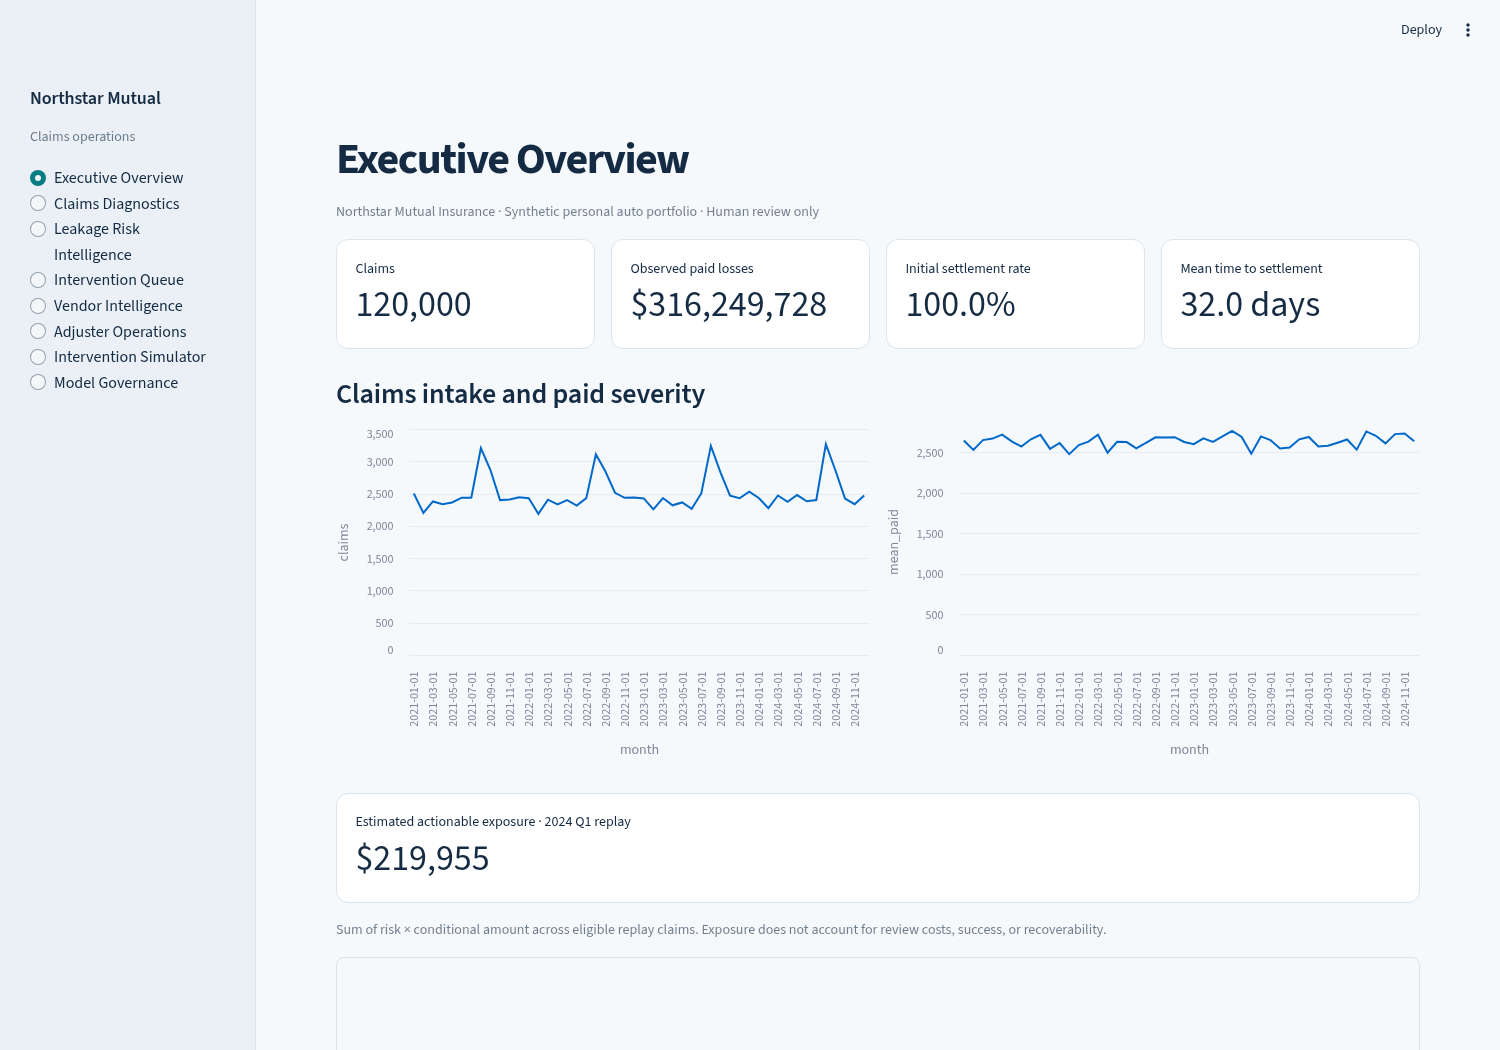 Deploy
Northstar Mutual
Claims operations
Executive Overview
Claims Diagnostics
Leakage Risk
Intelligence
Intervention Queue
Vendor Intelligence
Adjuster Operations
Intervention Simulator
Model Governance
Executive Overview
Northstar Mutual Insurance · Synthetic personal auto portfolio · Human review only
Claims
120,000
Observed paid losses
$316,249,728
Initial settlement rate
100.0%
Mean time to settlement
32.0 days
Claims intake and paid severity
3,500
3,000
2,500
2,000
1,500
1,000
500
0
claims
2021-01-01
2021-03-01
2021-05-01
2021-07-01
2021-09-01
2021-11-01
2022-01-01
2022-03-01
2022-05-01
2022-07-01
2022-09-01
2022-11-01
2023-01-01
2023-03-01
2023-05-01
2023-07-01
2023-09-01
2023-11-01
2024-01-01
2024-03-01
2024-05-01
2024-07-01
2024-09-01
2024-11-01
month
2,500
2,000
1,500
1,000
500
0
mean_paid
2021-01-01
2021-03-01
2021-05-01
2021-07-01
2021-09-01
2021-11-01
2022-01-01
2022-03-01
2022-05-01
2022-07-01
2022-09-01
2022-11-01
2023-01-01
2023-03-01
2023-05-01
2023-07-01
2023-09-01
2023-11-01
2024-01-01
2024-03-01
2024-05-01
2024-07-01
2024-09-01
2024-11-01
month
Estimated actionable exposure · 2024 Q1 replay
$219,955
Sum of risk × conditional amount across eligible replay claims. Exposure does not account for review costs, success, or recoverability.